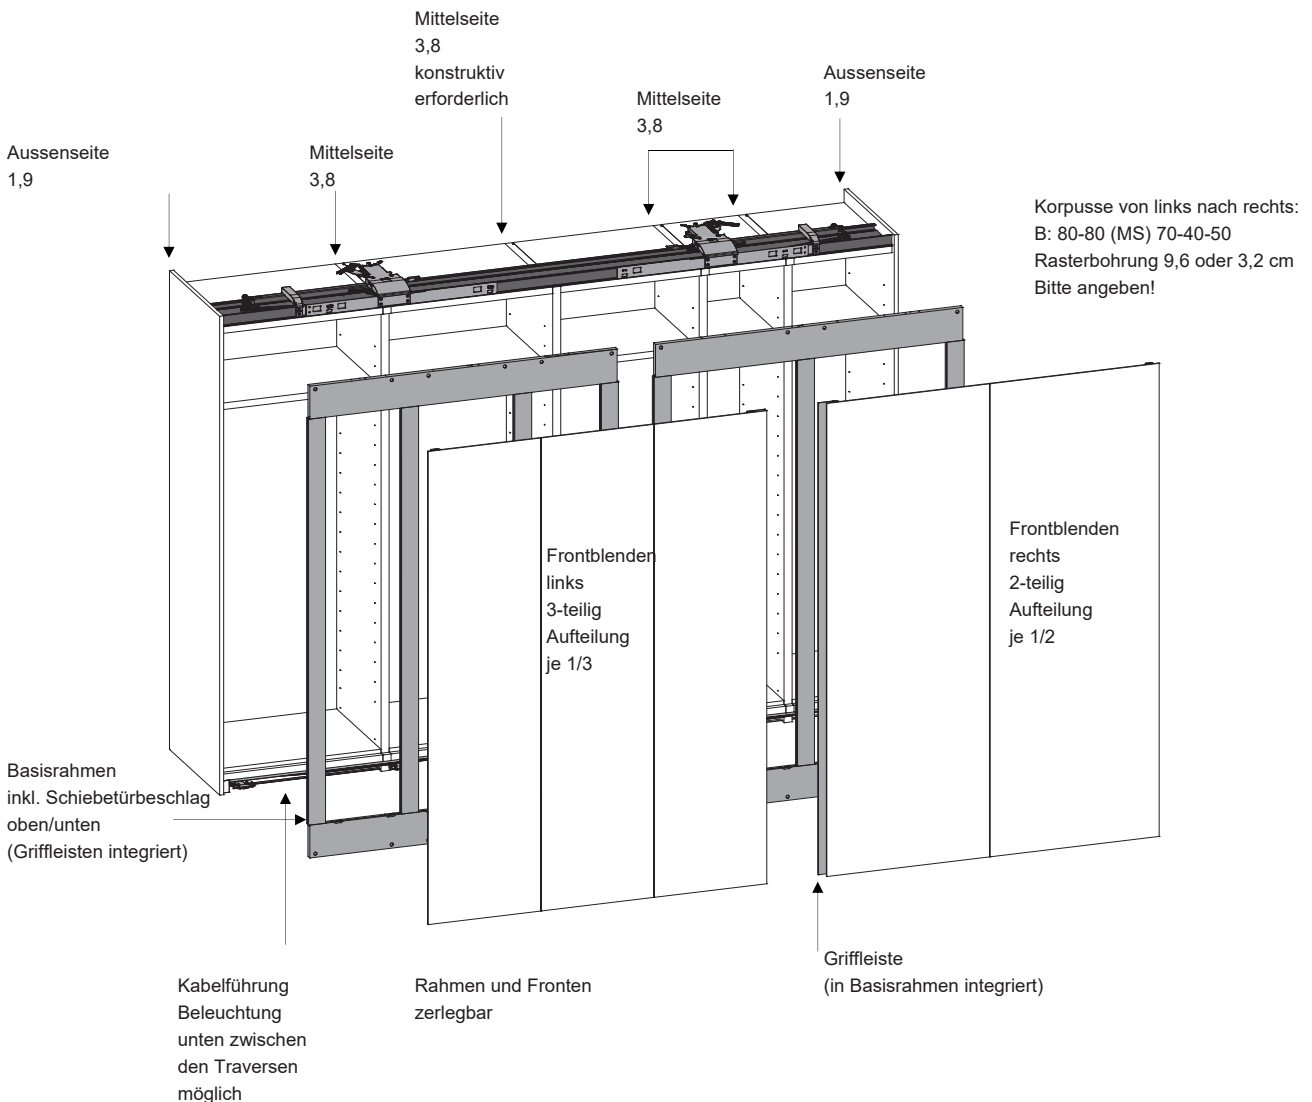 Mittelseite
3,8
konstruktiv
erforderlich
Aussenseite
1,9
Mittelseite
3,8
Aussenseite
1,9
Mittelseite
3,8
Korpusse von links nach rechts:
B: 80-80 (MS) 70-40-50
Rasterbohrung 9,6 oder 3,2 cm
Bitte angeben!
Frontblenden
links
3-teilig
Aufteilung
je 1/3
Frontblenden
rechts
2-teilig
Aufteilung
je 1/2
Basisrahmen
inkl. Schiebetürbeschlag
oben/unten
(Griffleisten integriert)
Griffleiste
(in Basisrahmen integriert)
Kabelführung
Beleuchtung
unten zwischen
den Traversen
möglich
Rahmen und Fronten
zerlegbar